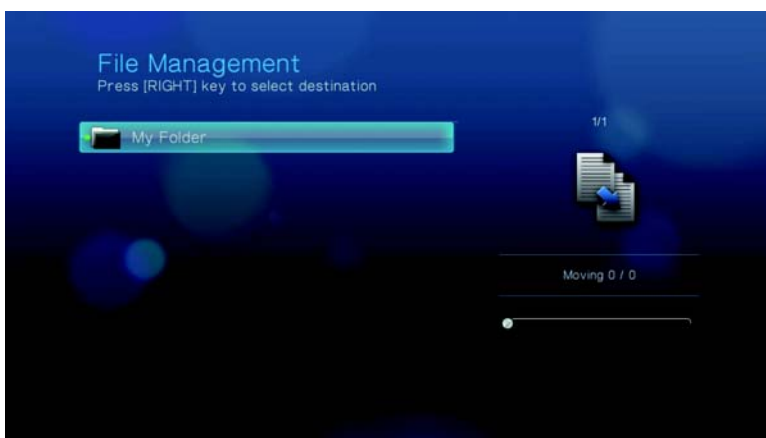 File Management
Press [RIGHT] key to select destination
My Folder
1/1
Moving 0 / 0